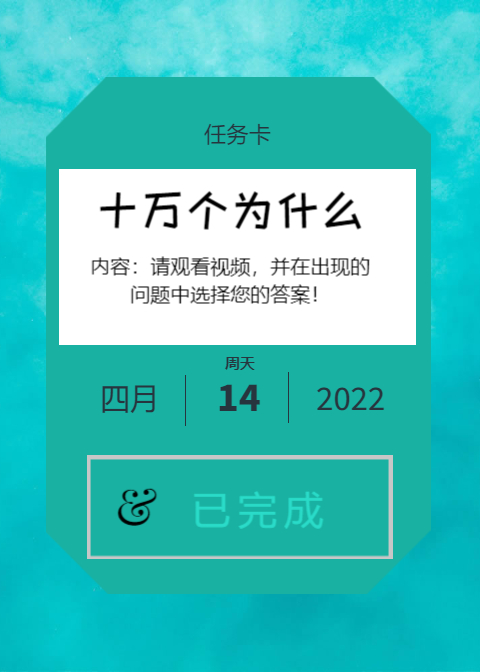 任务卡
十万个为什么
内容：请观看视频，并在出现的
问题中选择您的答案！
周天
四月 14 2022
& 已完成